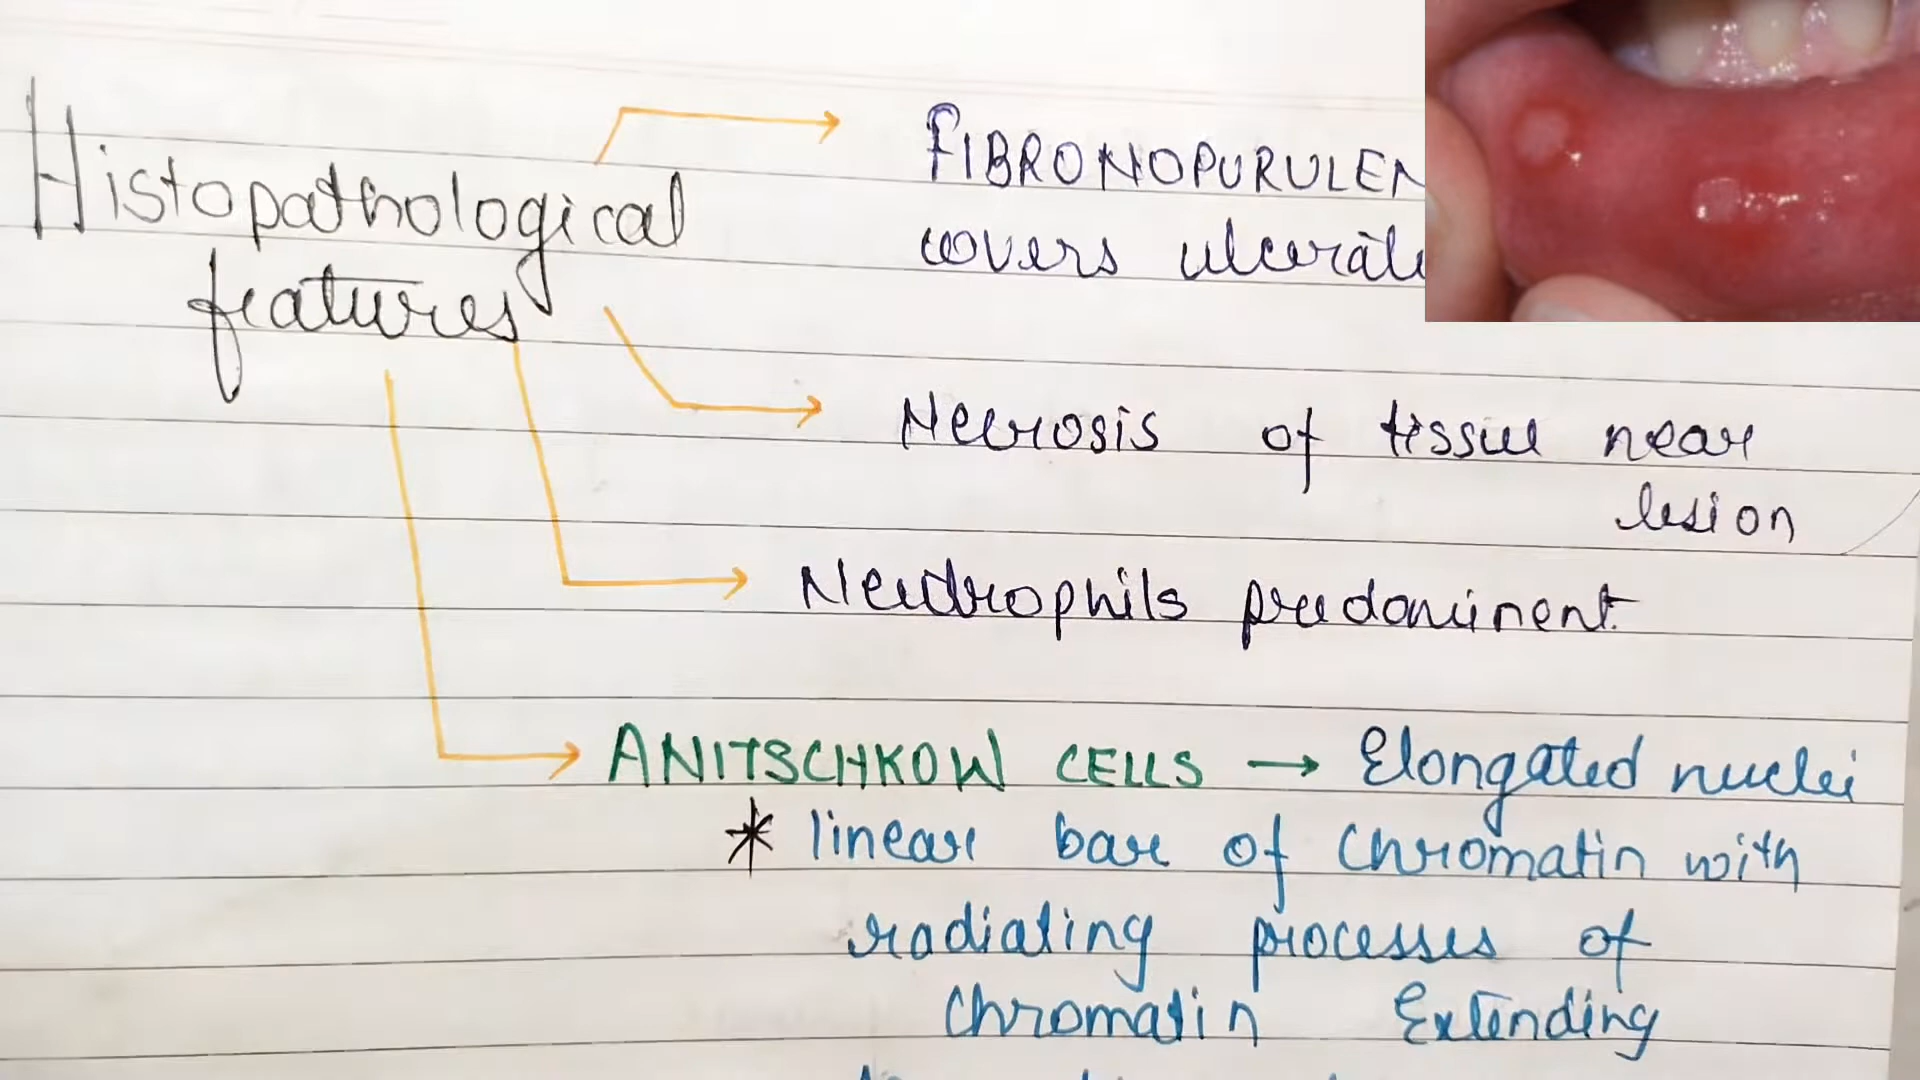 Histopathological
features
FIBRONOPURULEN
covers ulcerat
Necrosis of tissue near
lesion
Neutrophils predominent
ANITSCHKOW CELLS → Elongated nuclei
* linear bar of chromatin with
radiating processes of
chromatin Extending